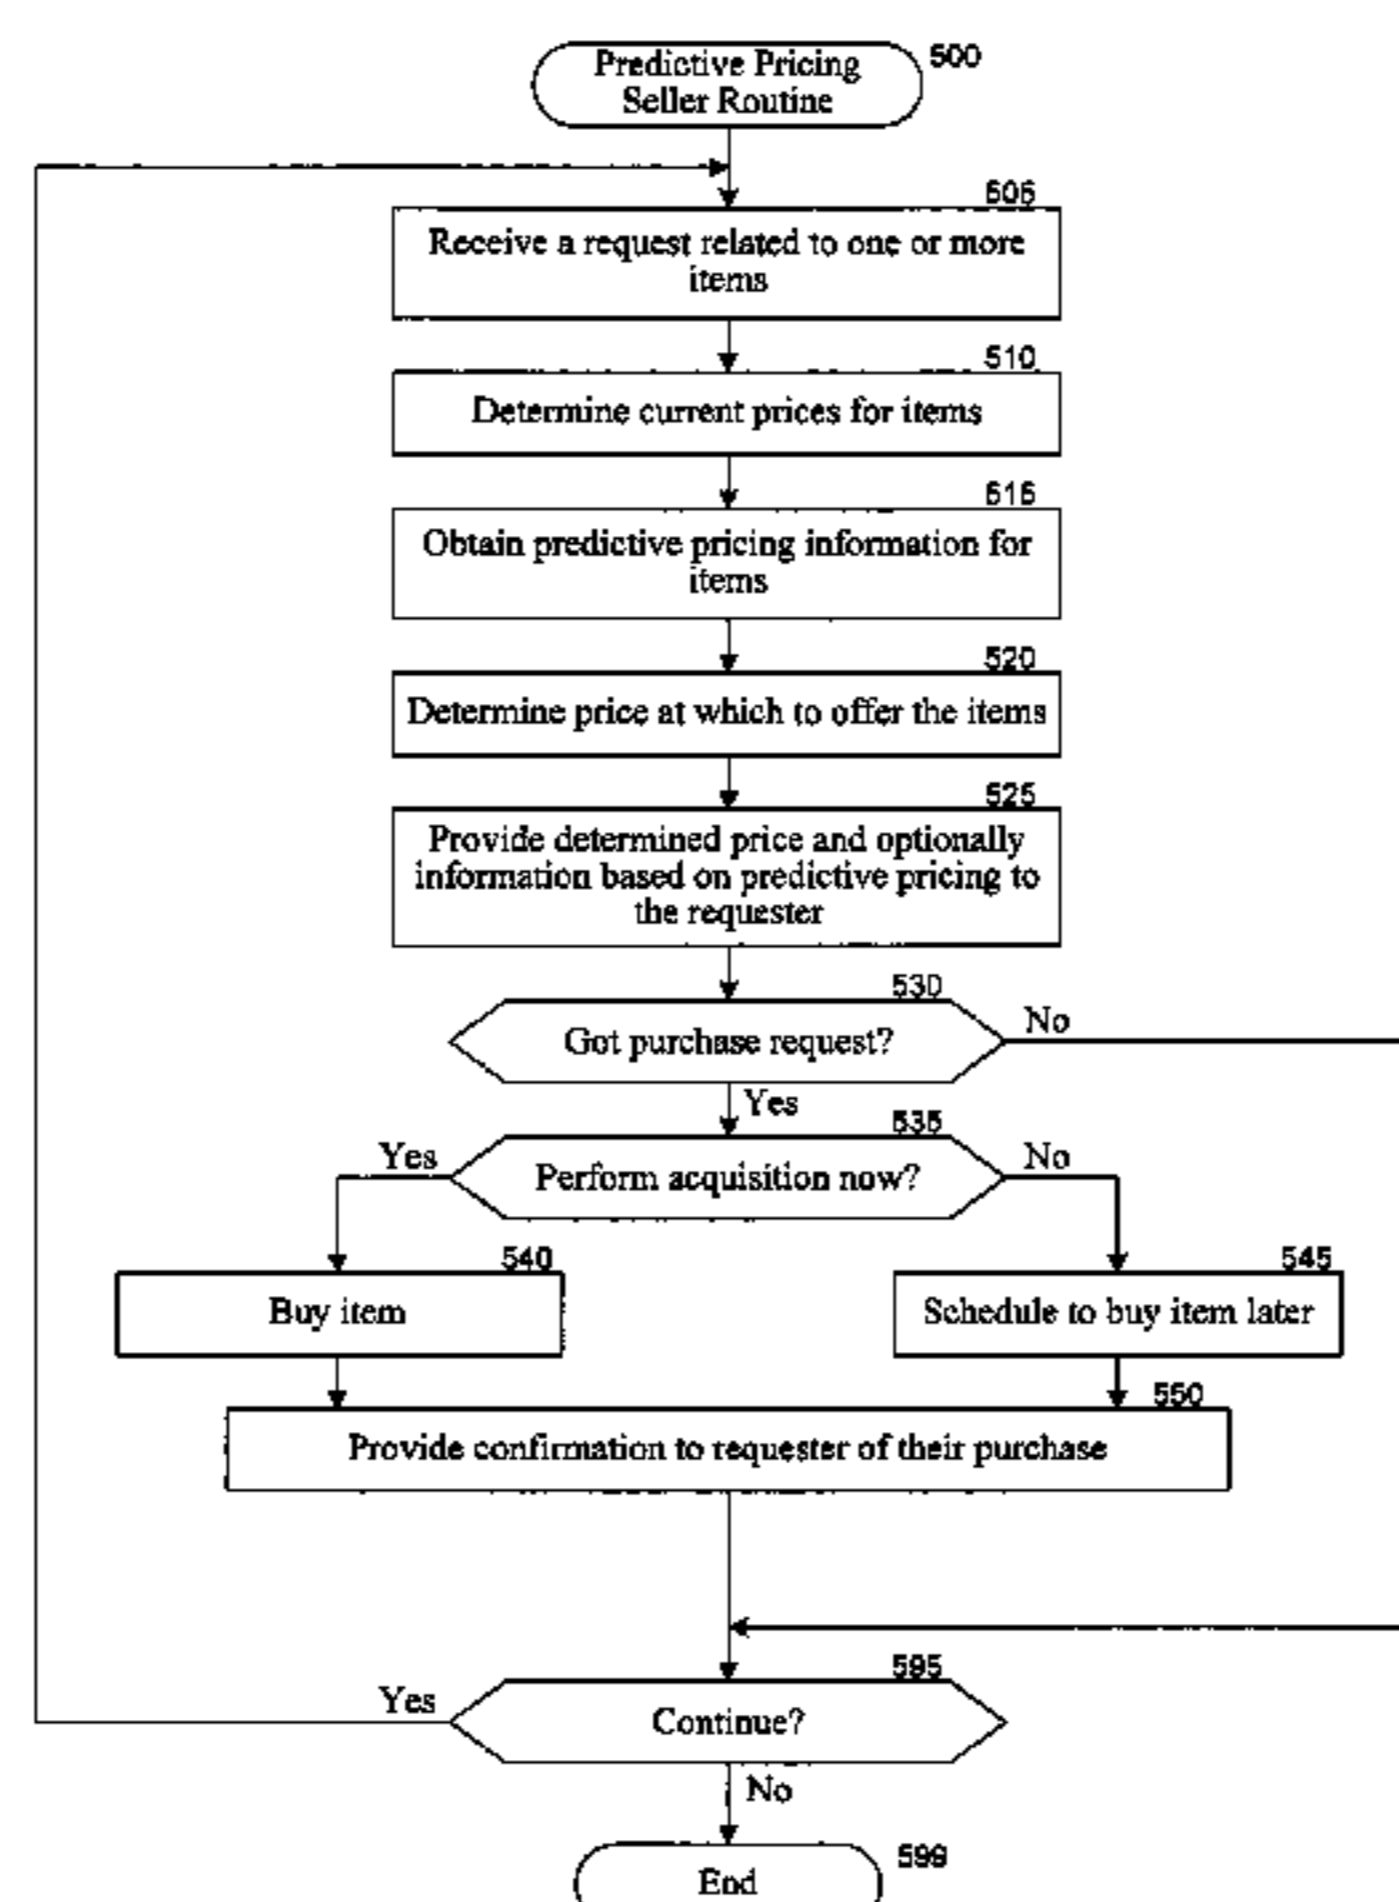 Predictive Pricing
Seller Routine
500
505
Receive a request related to one or more
items
510
Determine current prices for items
515
Obtain predictive pricing information for
items
520
Determine price at which to offer the items
525
Provide determined price and optionally
information based on predictive pricing to
the requester
530
Got purchase request?
No
Yes
535
Yes
Perform acquisition now?
No
540
Buy item
545
Schedule to buy item later
550
Provide confirmation to requester of their purchase
595
Yes
Continue?
No
599
End